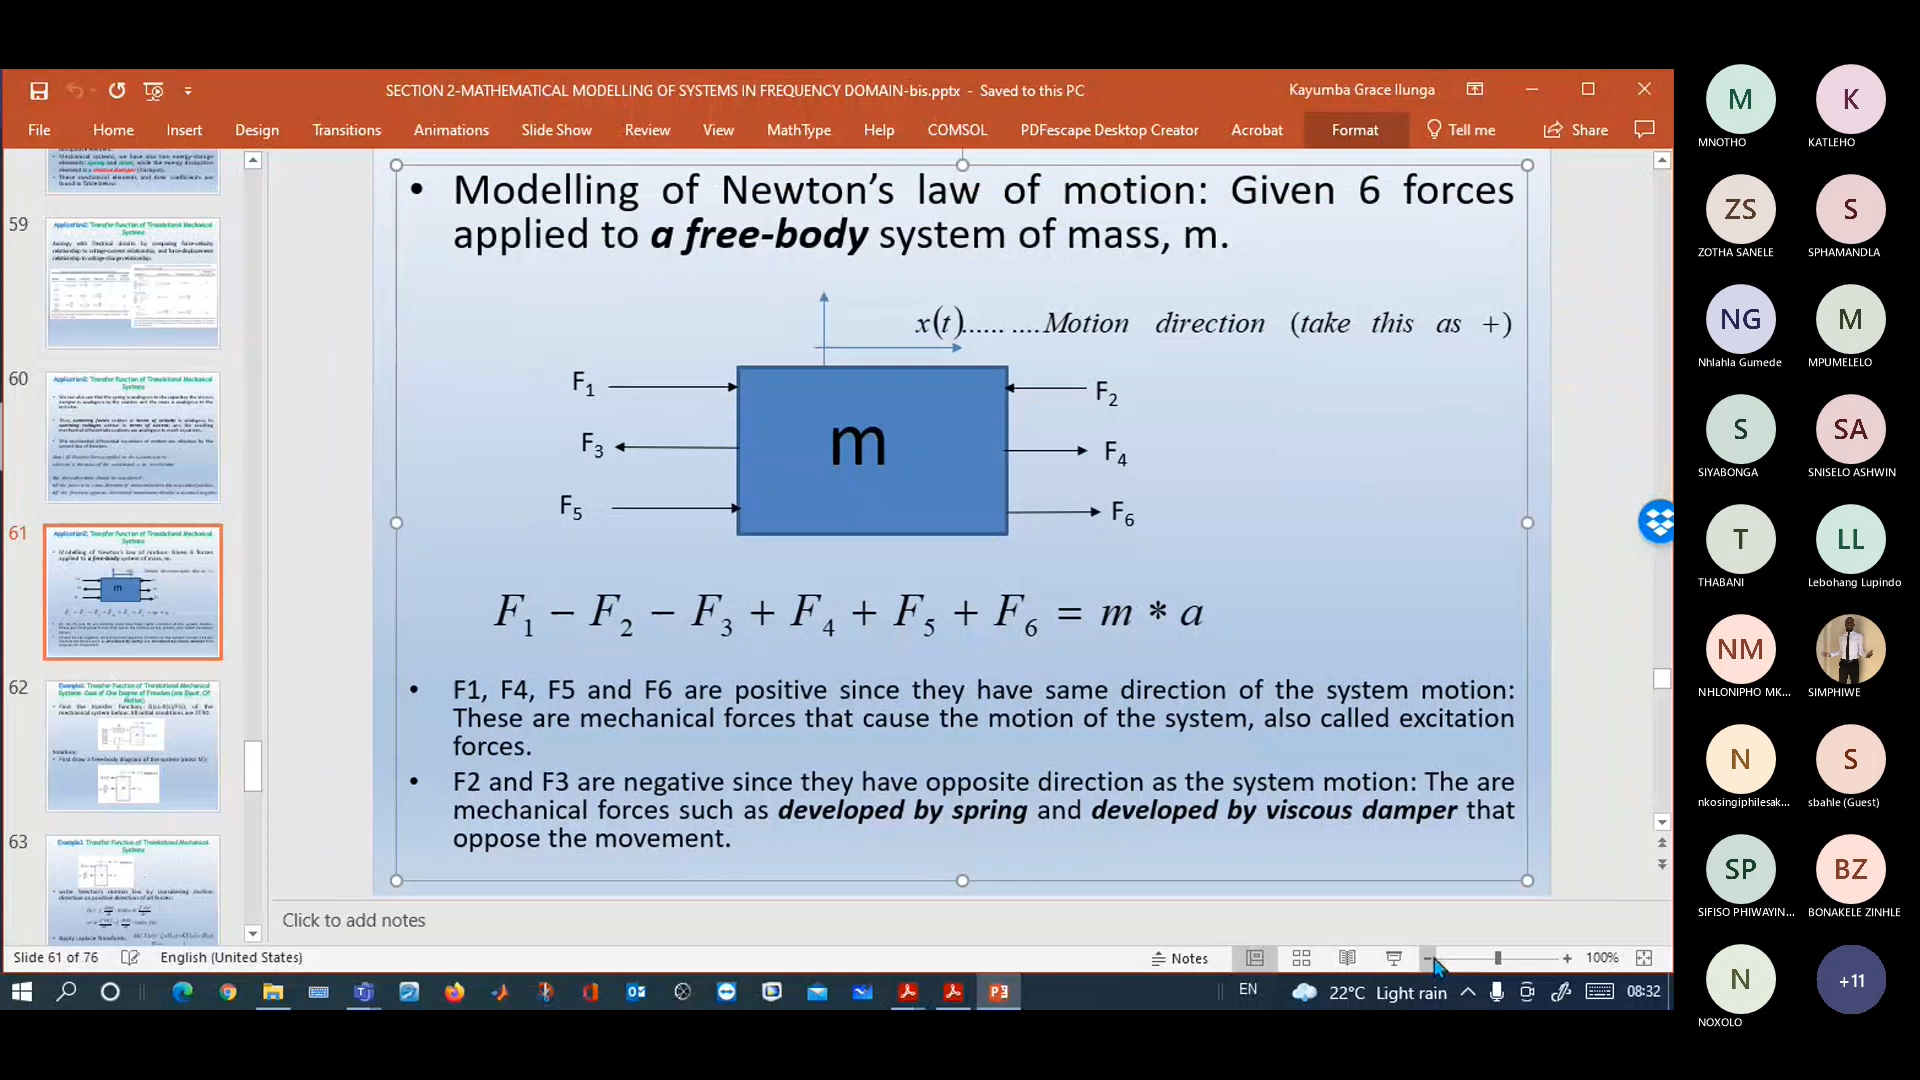 SECTION 2-MATHEMATICAL MODELLING OF SYSTEMS IN FREQUENCY DOMAIN-bis.pptx - Saved to this PC
Kayumba Grace Ilunga
File Home Insert Design Transitions Animations Slide Show Review View MathType Help COMSOL PDFescape Desktop Creator Acrobat Format Tell me Share
59
60
61
62
63
• Modelling of Newton's law of motion: Given 6 forces
applied to a free-body system of mass, m.
x(t)...... ....Motion direction (take this as +)
F1
F2
F3
m
F4
F5
F6
F1 − F2 − F3 + F4 + F5 + F6 = m * a
• F1, F4, F5 and F6 are positive since they have same direction of the system motion:
These are mechanical forces that cause the motion of the system, also called excitation
forces.
• F2 and F3 are negative since they have opposite direction as the system motion: The are
mechanical forces such as developed by spring and developed by viscous damper that
oppose the movement.
Click to add notes
Slide 61 of 76 English (United States) Notes 100%
EN 22°C Light rain 08:32
M K
MNOTHO KATLEHO
ZS S
ZOTHA SANELE SPHAMANDLA
NG M
Nhlahla Gumede MPUMELELO
S SA
SIYABONGA SNISELO ASHWIN
T LL
THABANI Lebohang Lupindo
NM
NHLONIPHO MK... SIMPHIWE
N S
nkosingiphilesak... sbahle (Guest)
SP BZ
SIFISO PHIWAYIN... BONAKELE ZINHLE
N +11
NOXOLO